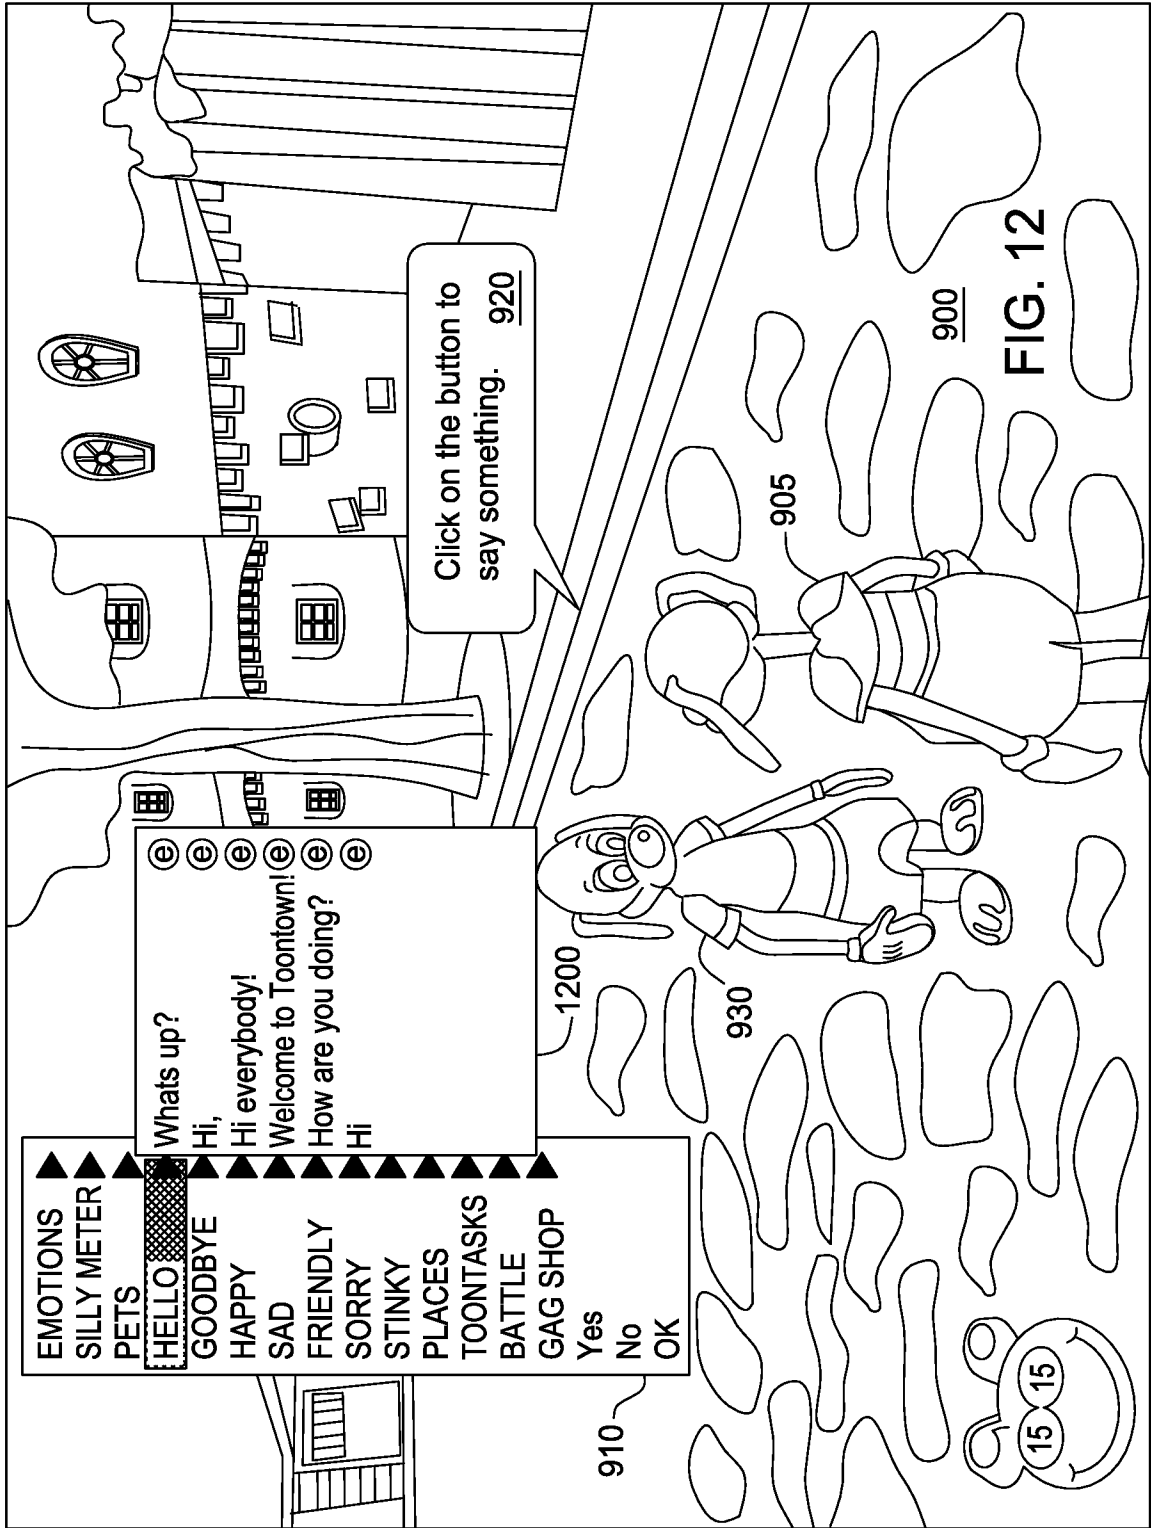 EMOTIONS
SILLY METER
PETS
HELLO
GOODBYE
HAPPY
SAD
FRIENDLY
SORRY
STINKY
PLACES
TOONTASKS
BATTLE
GAG SHOP
Yes
No
OK
910
Whats up? e
Hi, e
Hi everybody! e
Welcome to Toontown! e
How are you doing? e
Hi e
1200
Click on the button to
say something. 920
930
905
15 15
900
FIG. 12